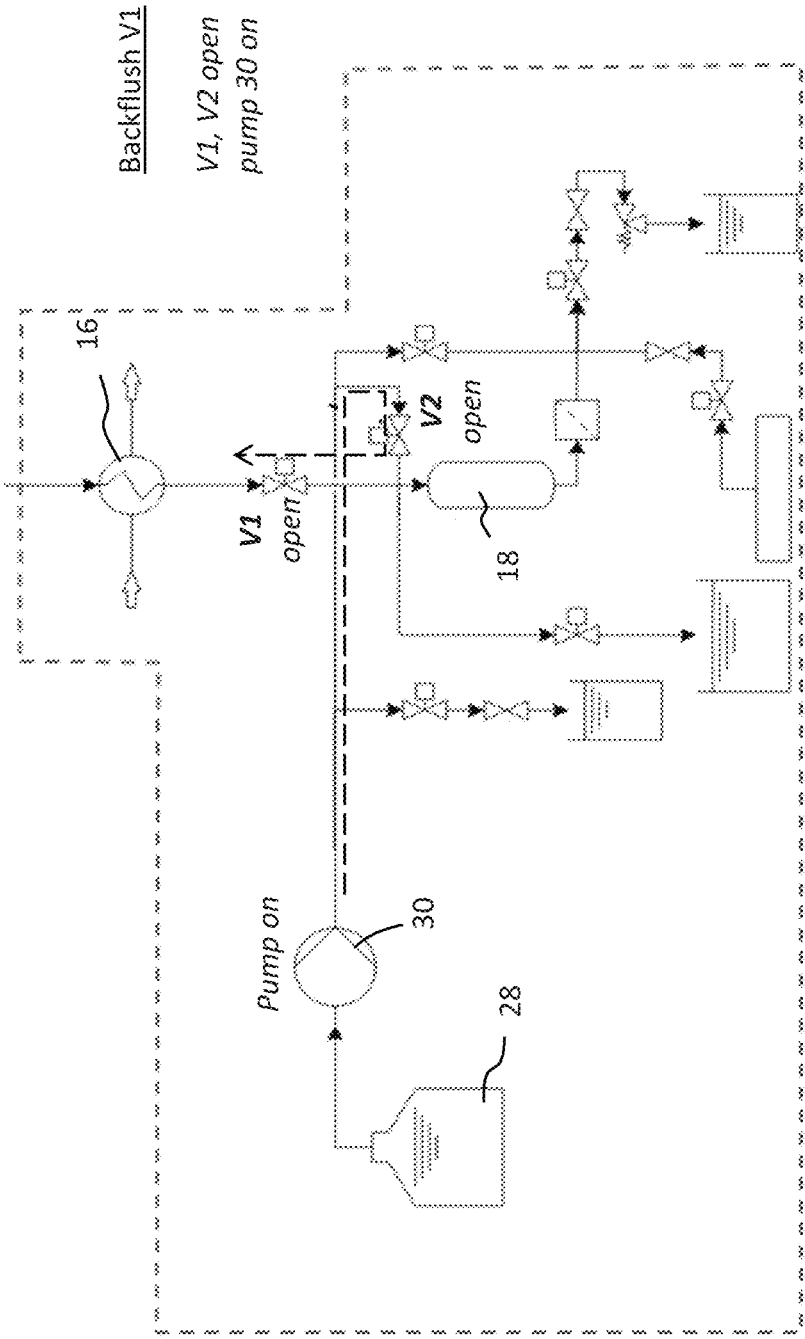 Backflush V1
V1, V2 open
pump 30 on
16
V1
open
V2
open
18
Pump on
30
28